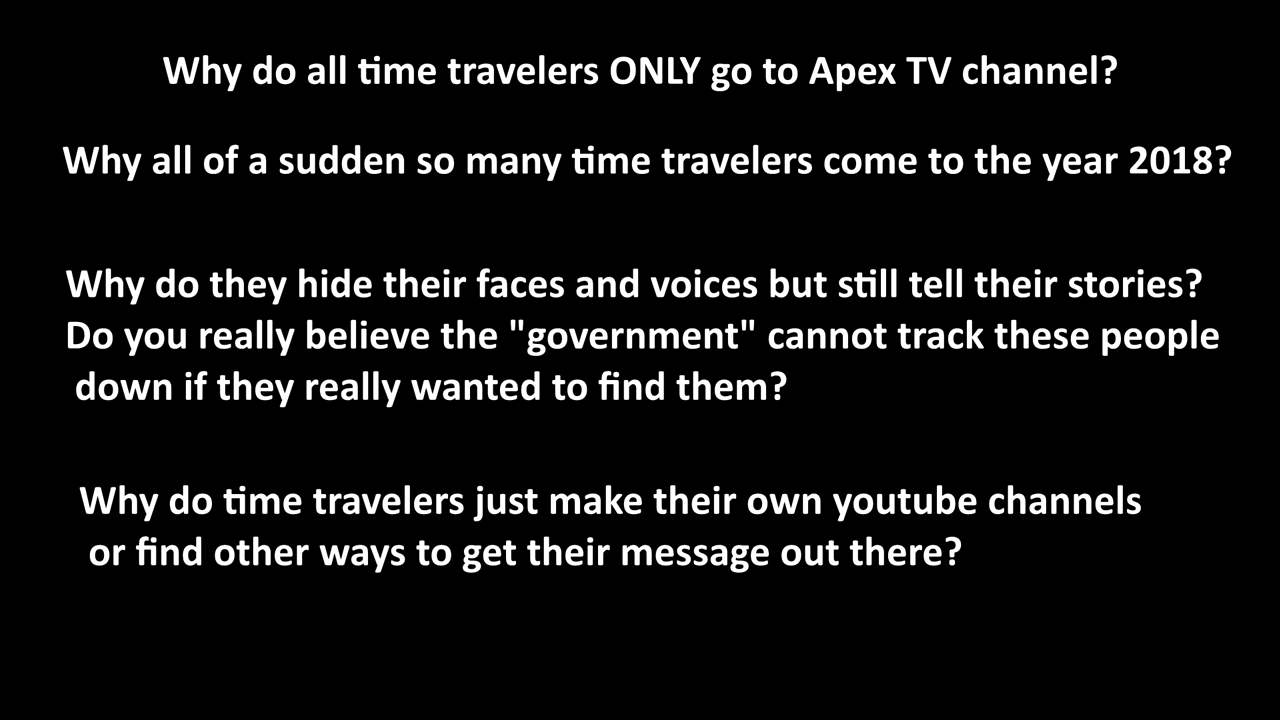 Why do all time travelers ONLY go to Apex TV channel?
Why all of a sudden so many time travelers come to the year 2018?
Why do they hide their faces and voices but still tell their stories?
Do you really believe the "government" cannot track these people
down if they really wanted to find them?
Why do time travelers just make their own youtube channels
or find other ways to get their message out there?